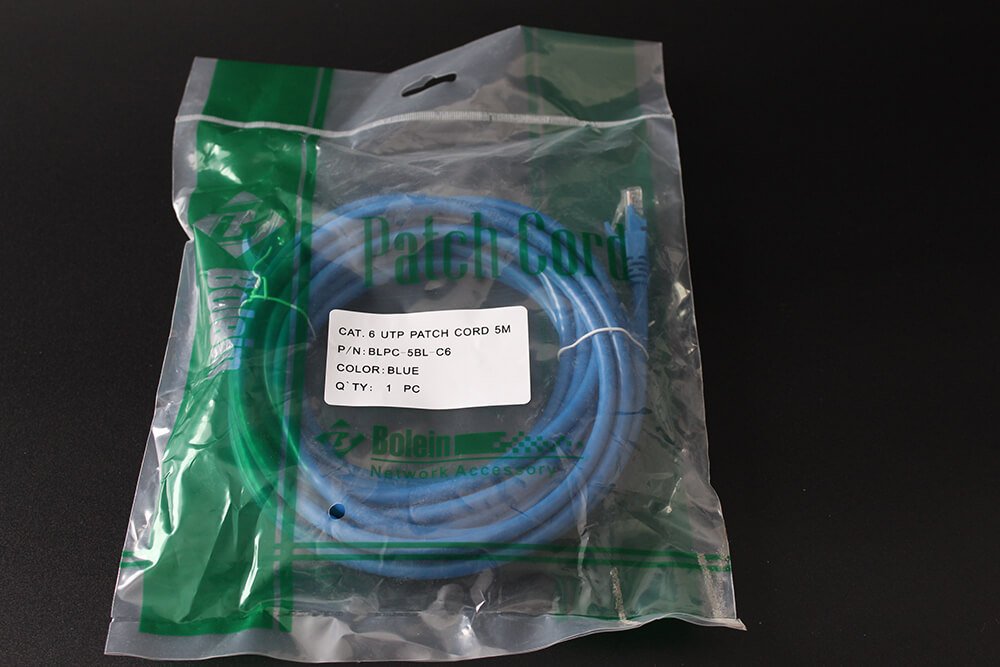 Patch Cord
Bolein
CAT. 6 UTP PATCH CORD 5M
P/N: BLPC-5BL-C6
COLOR: BLUE
Q`TY: 1 PC
Bolein
Network Accessory